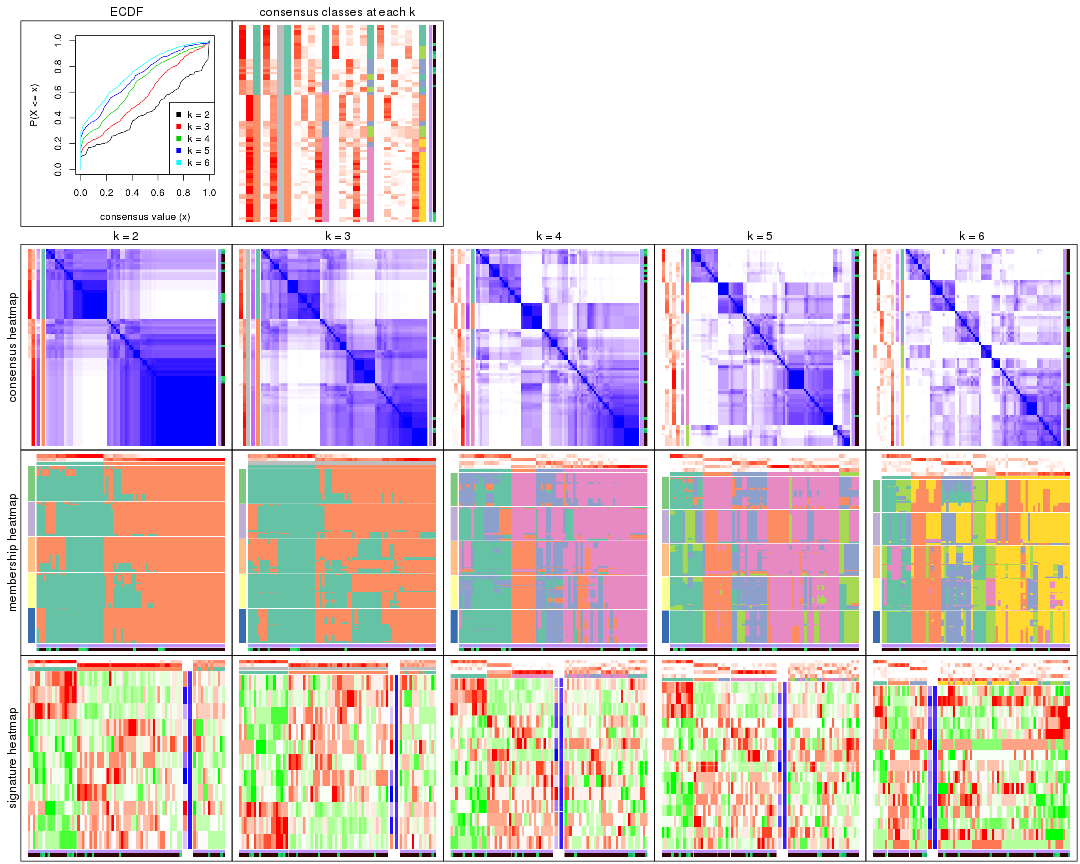 ECDF
consensus classes at each k
P(X <= x)
0.0 0.2 0.4 0.6 0.8 1.0
k = 2
k = 3
k = 4
k = 5
k = 6
0.0 0.2 0.4 0.6 0.8 1.0
consensus value (x)
k = 2
k = 3
k = 4
k = 5
k = 6
consensus heatmap
membership heatmap
signature heatmap